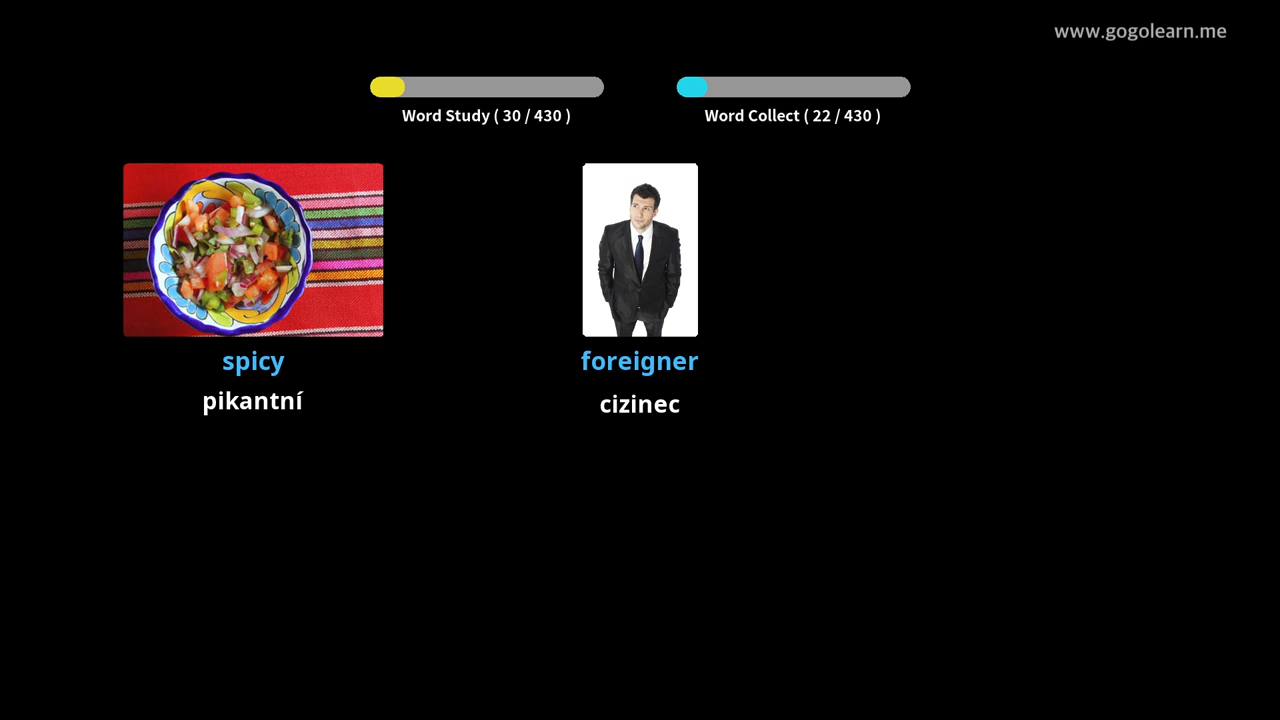 www.gogolearn.me
Word Study ( 30 / 430 )
Word Collect ( 22 / 430 )
spicy
foreigner
pikantní
cizinec